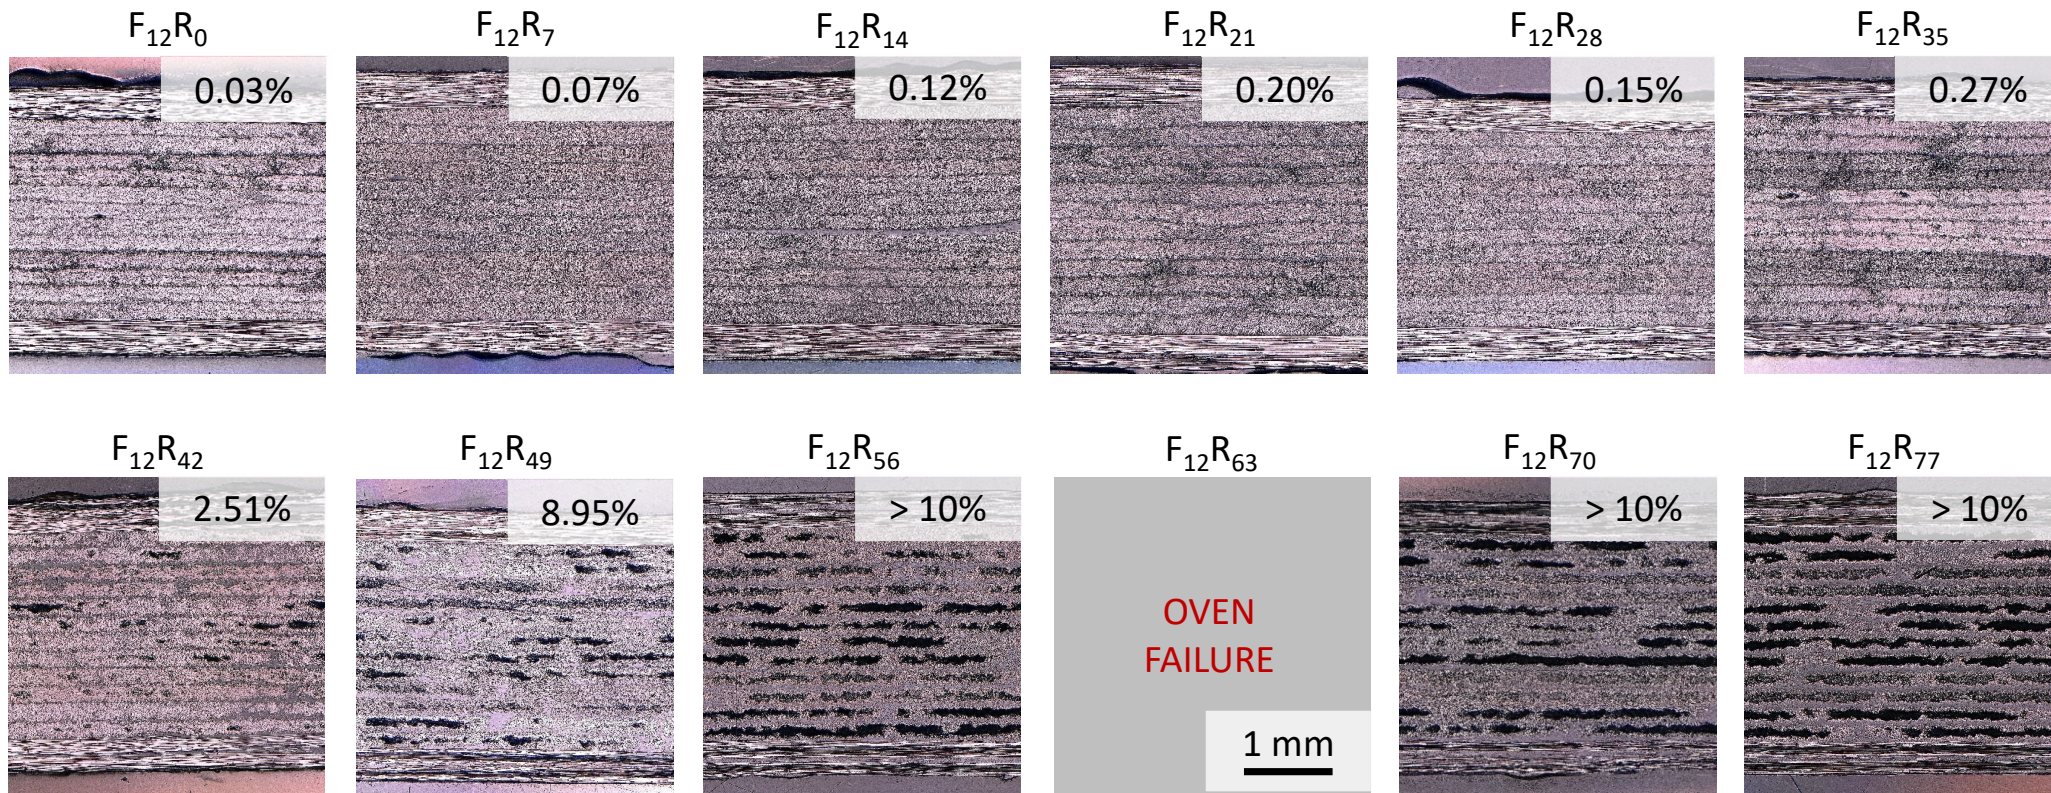 F12R0
F12R7
F12R14
F12R21
F12R28
F12R35
0.03%
0.07%
0.12%
0.20%
0.15%
0.27%
F12R42
F12R49
F12R56
F12R63
F12R70
F12R77
2.51%
8.95%
> 10%
> 10%
> 10%
OVEN
FAILURE
1 mm